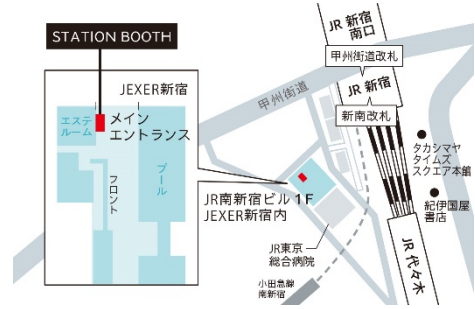 STATION BOOTH
JEXER新宿
エステ
ルーム
メイン
エントランス
フロント
プール
JR 新宿
南口
甲州街道改札
甲州街道
JR 新宿
新南改札
タカシマヤ
タイムズ
スクエア本館
紀伊国屋
書店
JR南新宿ビル1F
JEXER新宿内
JR東京
総合病院
小田急線
南新宿
JR 代々木